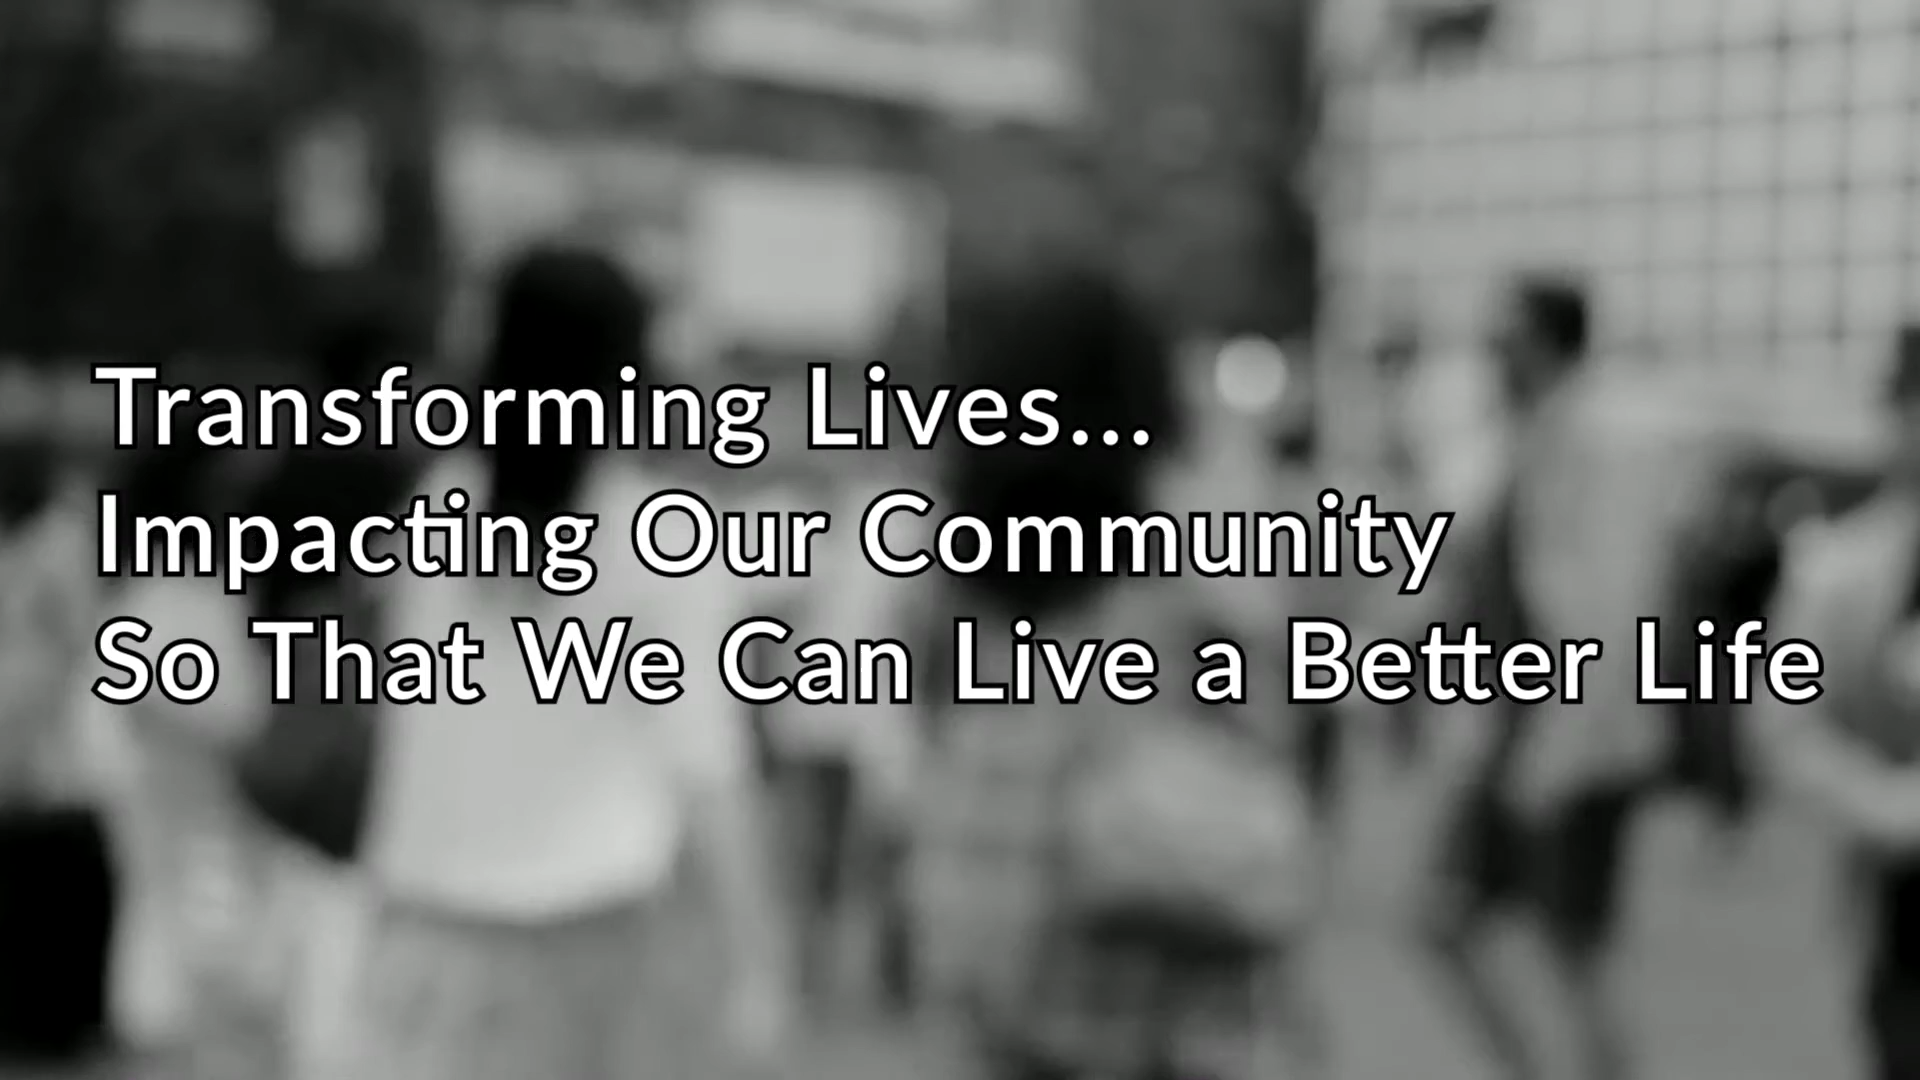 Transforming Lives...
Impacting Our Community
So That We Can Live a Better Life